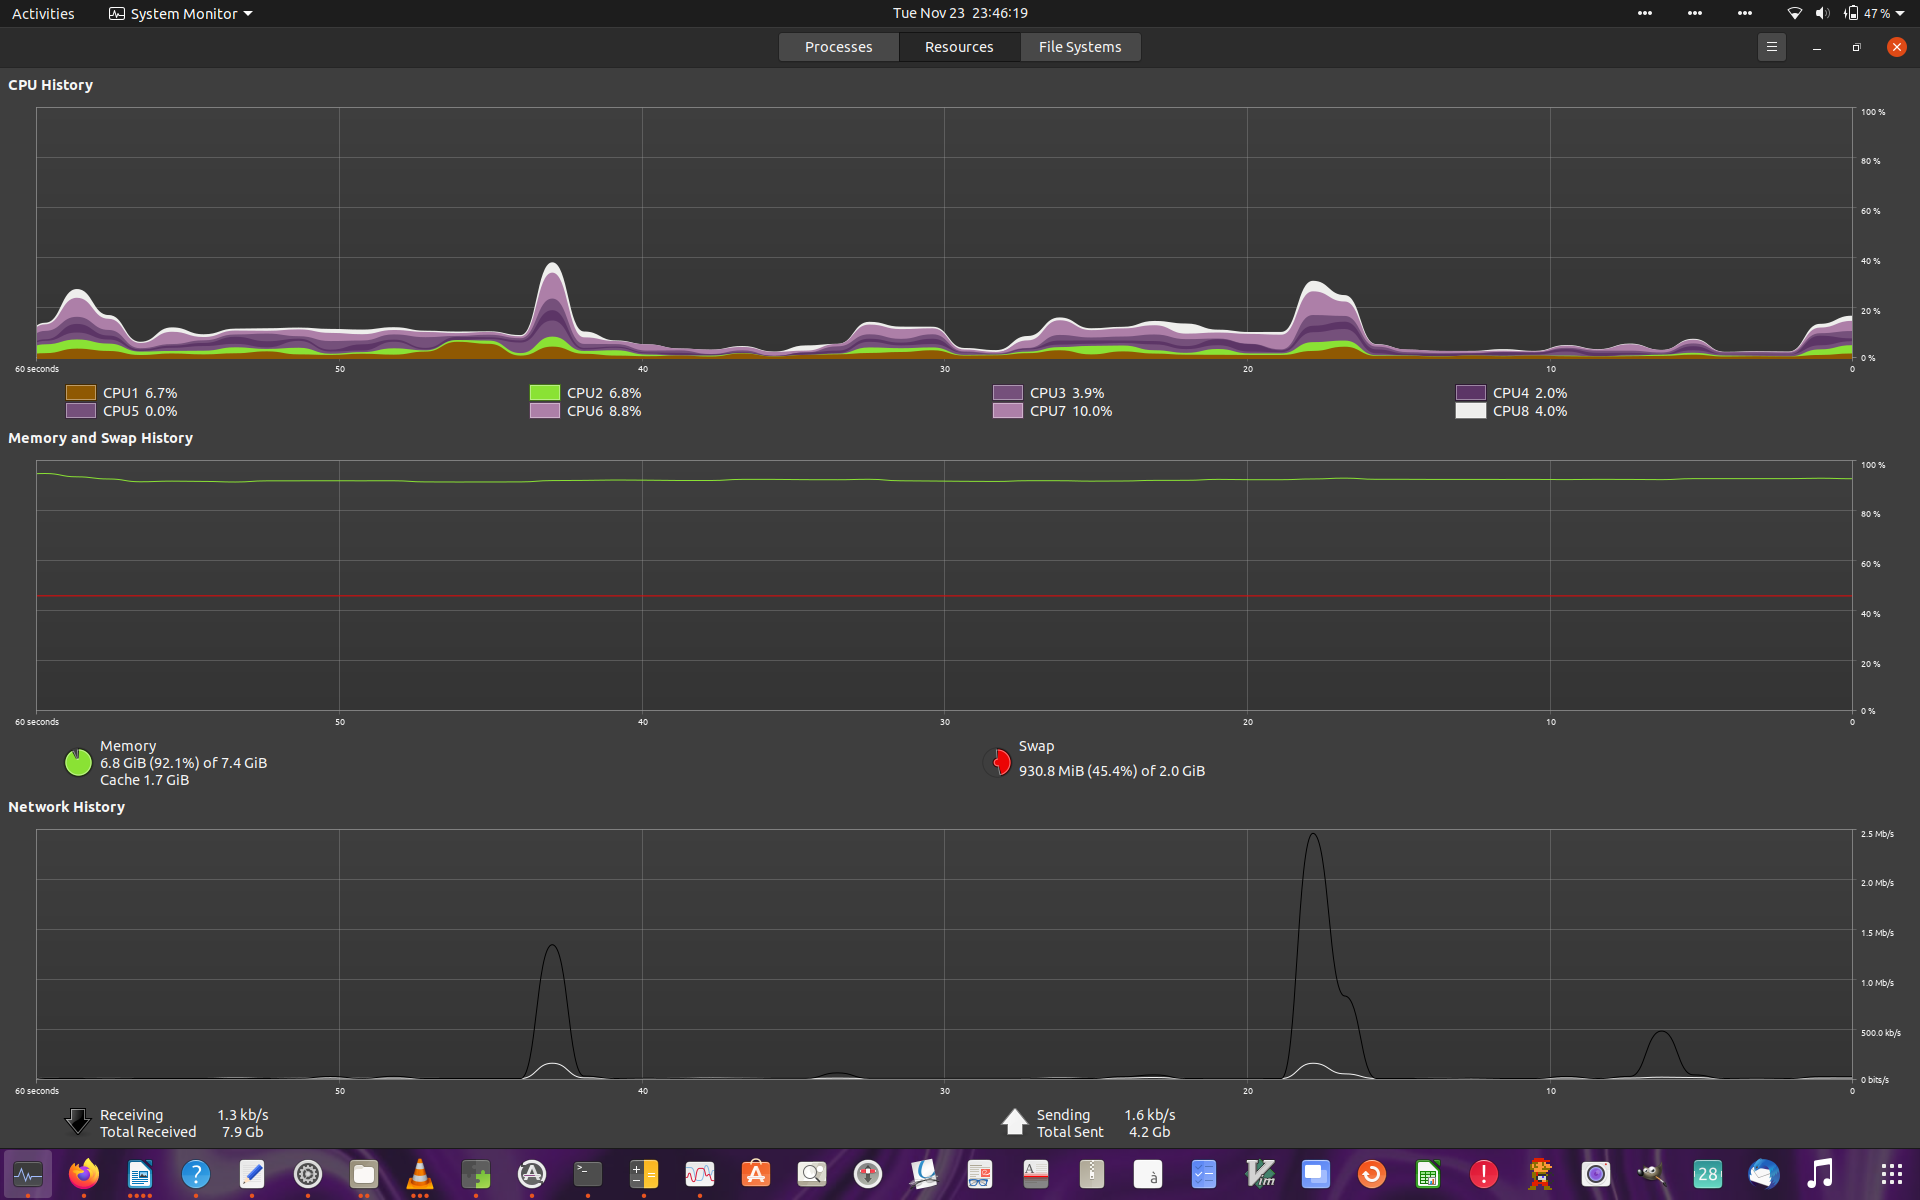 Activities System Monitor Tue Nov 23 23:46:19 47 %
Processes Resources File Systems
CPU History
100 %
80 %
60 %
40 %
20 %
0 %
60 seconds 50 40 30 20 10 0
CPU1 6.7% CPU2 6.8% CPU3 3.9% CPU4 2.0%
CPU5 0.0% CPU6 8.8% CPU7 10.0% CPU8 4.0%
Memory and Swap History
100 %
80 %
60 %
40 %
20 %
0 %
60 seconds 50 40 30 20 10 0
Memory
6.8 GiB (92.1%) of 7.4 GiB
Cache 1.7 GiB
Swap
930.8 MiB (45.4%) of 2.0 GiB
Network History
2.5 Mb/s
2.0 Mb/s
1.5 Mb/s
1.0 Mb/s
500.0 kb/s
0 bits/s
60 seconds 50 40 30 20 10 0
Receiving 1.3 kb/s
Total Received 7.9 Gb
Sending 1.6 kb/s
Total Sent 4.2 Gb
? >_ A à Vim ! 28